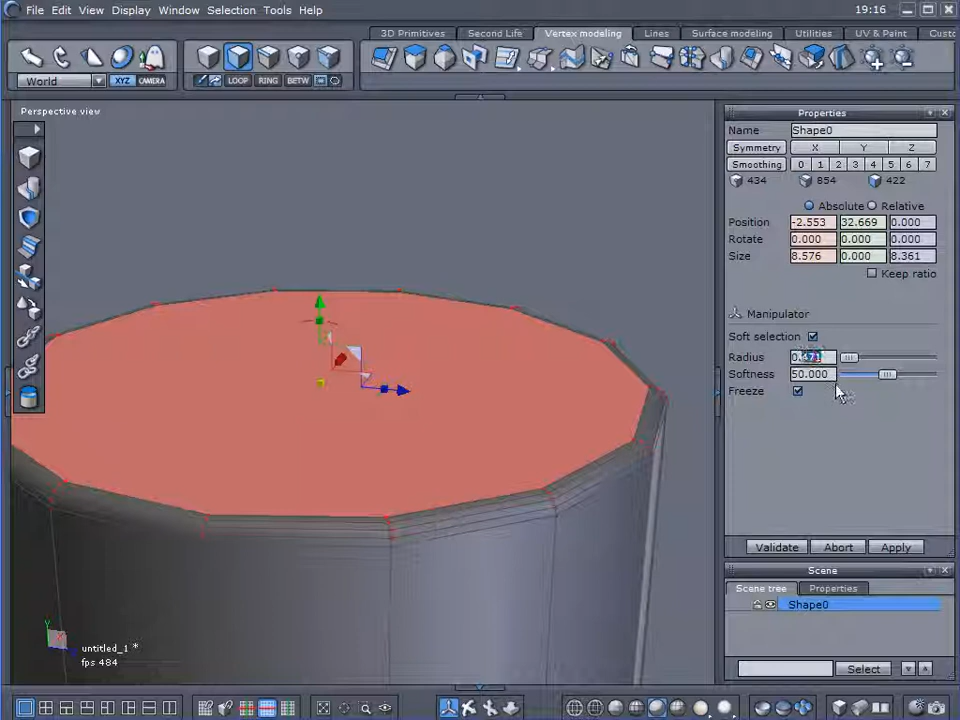 File Edit View Display Window Selection Tools Help 19:16
3D Primitives Second Life Vertex modeling Lines Surface modeling Utilities UV & Paint Custo
World XYZ CAMERA LOOP RING BETW
Perspective view
Properties
Name Shape0
Symmetry X Y Z
Smoothing 0 1 2 3 4 5 6 7
434 854 422
Absolute Relative
Position -2.553 32.669 0.000
Rotate 0.000 0.000 0.000
Size 8.576 0.000 8.361
Keep ratio
Manipulator
Soft selection
Radius
Softness 50.000
Freeze
Validate Abort Apply
Scene
Scene tree Properties
Shape0
Select
Y
untitled_1 *
fps 484